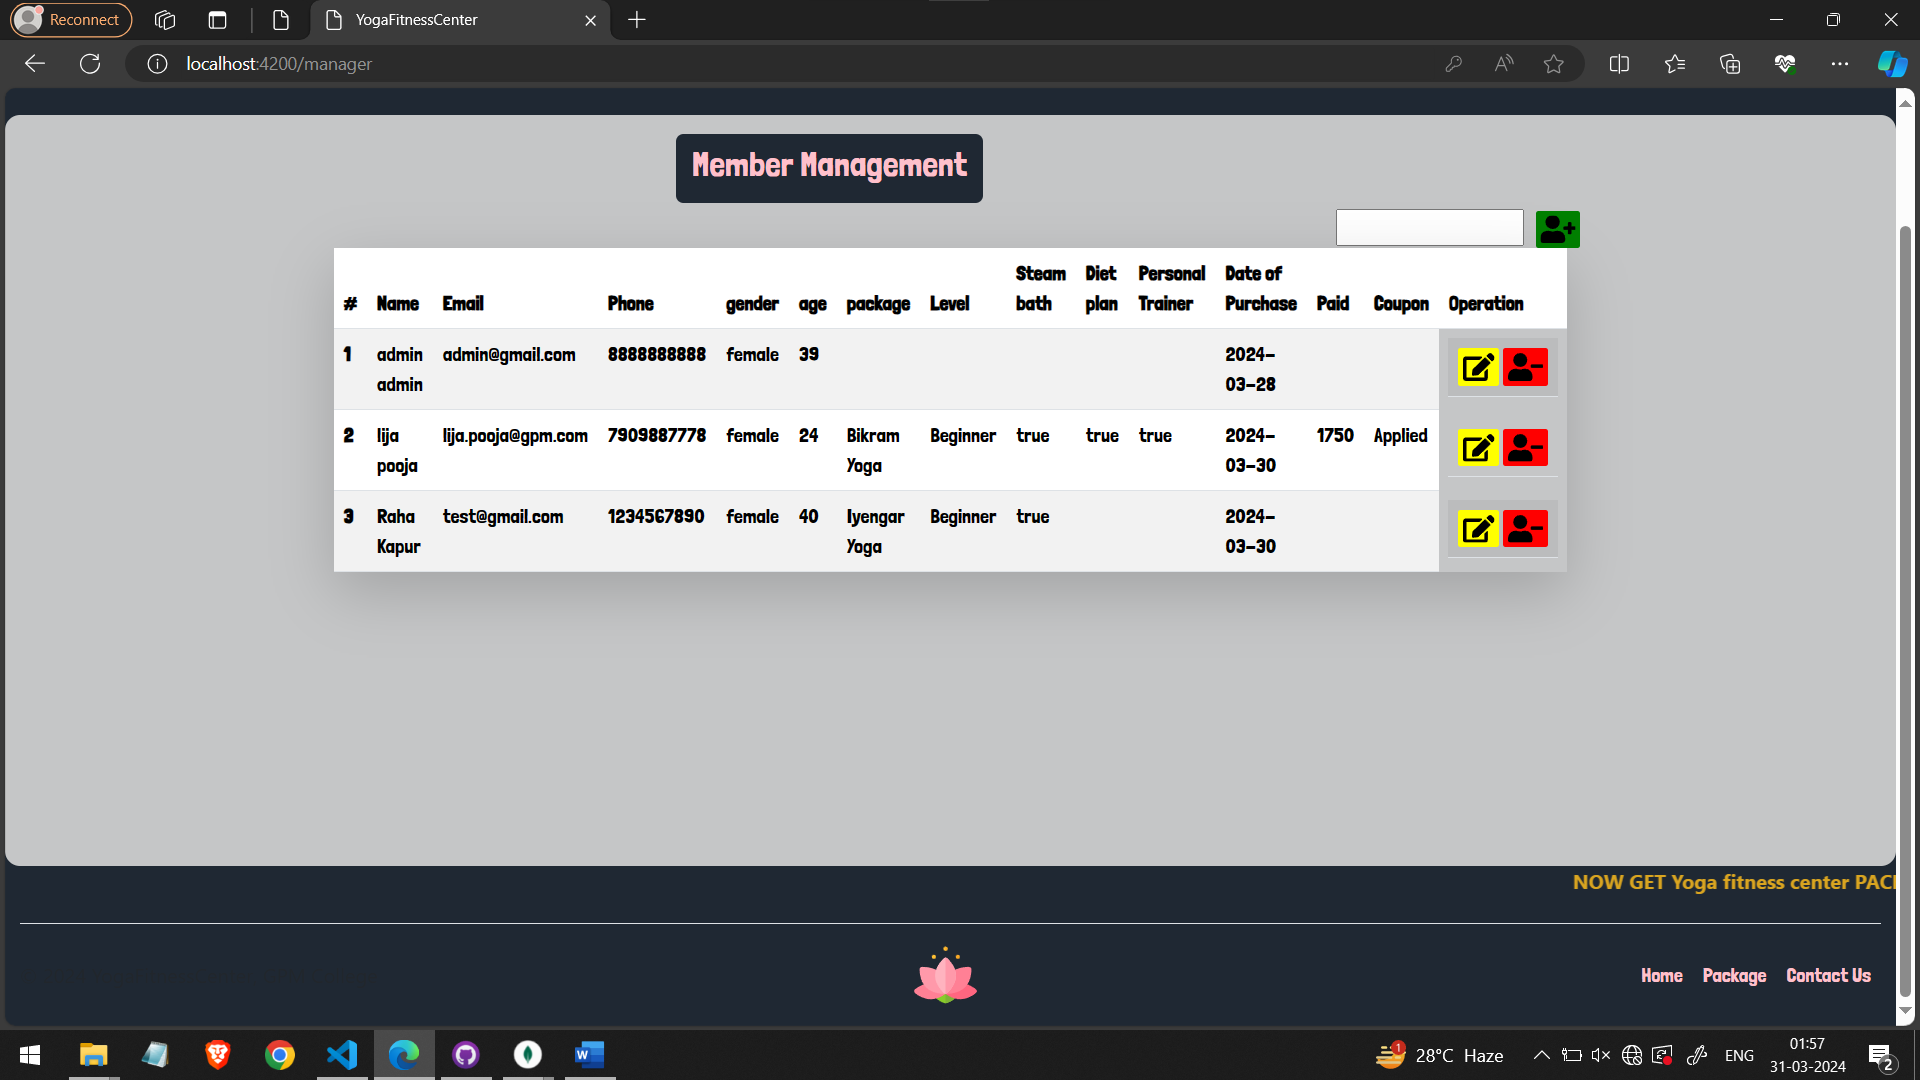 Reconnect
YogaFitnessCenter
localhost:4200/manager
Member Management
# Name Email Phone gender age package Level Steam bath Diet plan Personal Trainer Date of Purchase Paid Coupon Operation
1 admin admin admin@gmail.com 8888888888 female 39 2024-03-28
2 lija pooja lija.pooja@gpm.com 7909887778 female 24 Bikram Yoga Beginner true true true 2024-03-30 1750 Applied
3 Raha Kapur test@gmail.com 1234567890 female 40 Iyengar Yoga Beginner true 2024-03-30
NOW GET Yoga fitness center
Home Package Contact Us
1 28°C Haze ENG 01:57
31-03-2024
2